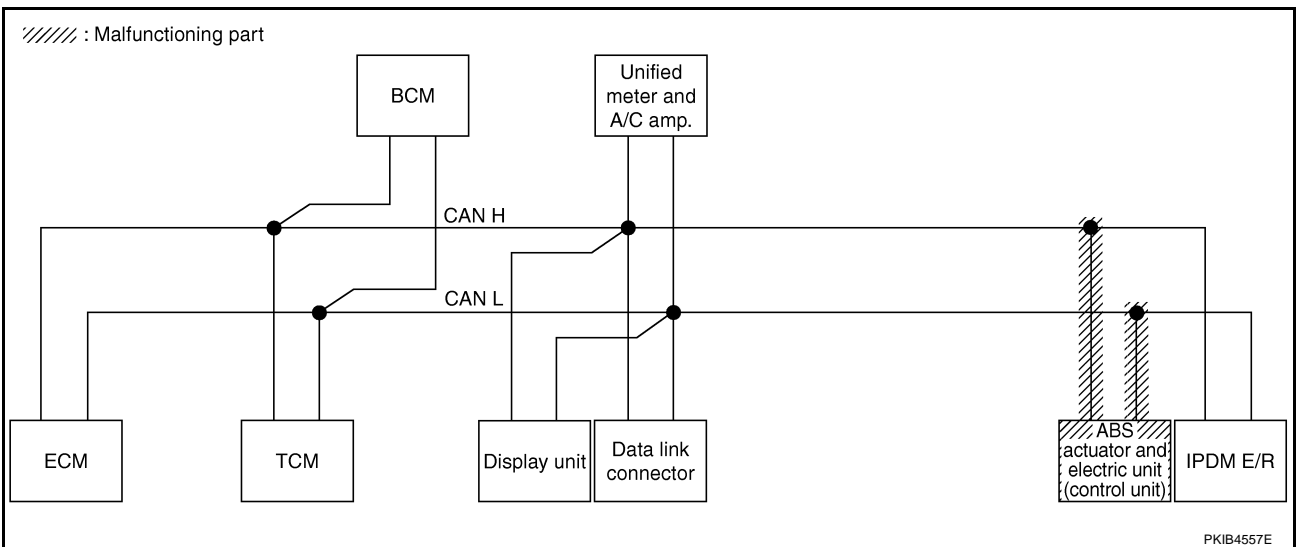 : Malfunctioning part
BCM
Unified
meter and
A/C amp.
CAN H
CAN L
ECM
TCM
Display unit
Data link
connector
ABS
actuator and
electric unit
(control unit)
IPDM E/R
PKIB4557E